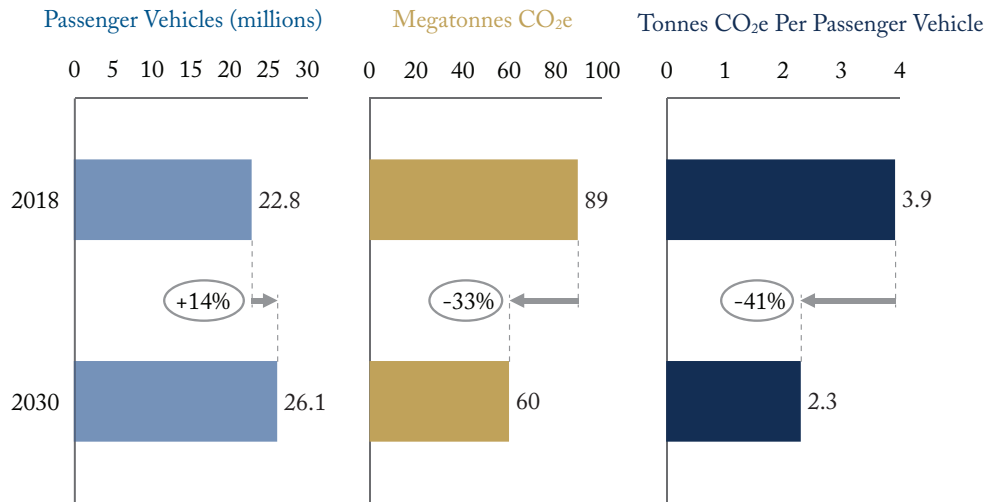 Passenger Vehicles (millions)
Megatonnes CO₂e
Tonnes CO₂e Per Passenger Vehicle
0 5 10 15 20 25 30
0 20 40 60 80 100
0 1 2 3 4
2018
22.8
89
3.9
+14%
-33%
-41%
2030
26.1
60
2.3